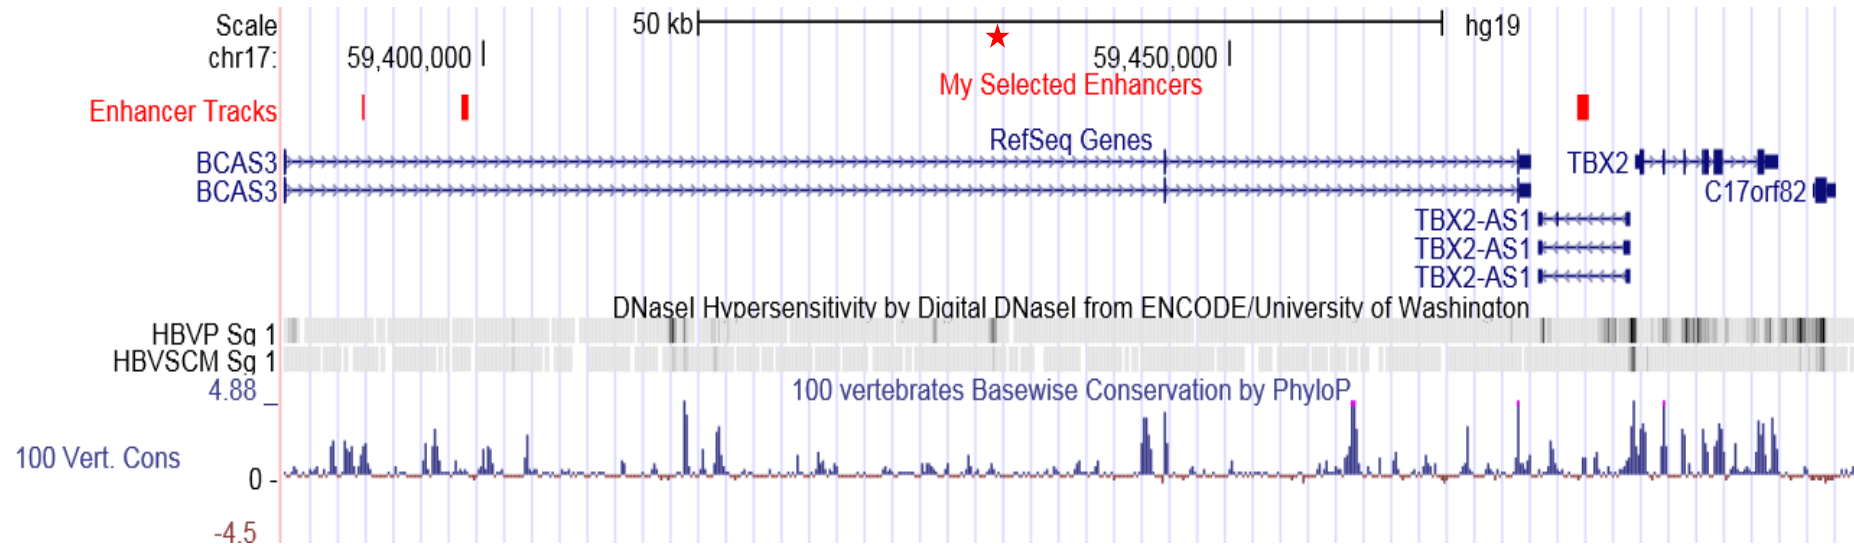 Scale 50 kb hg19
chr17: 59,400,000 59,450,000
My Selected Enhancers
Enhancer Tracks
RefSeq Genes
BCAS3 TBX2
BCAS3 C17orf82
TBX2-AS1
TBX2-AS1
TBX2-AS1
DNaseI Hypersensitivity by Digital DNaseI from ENCODE/University of Washington
HBVP Sg 1
HBVSCM Sg 1
4.88 _ 100 vertebrates Basewise Conservation by PhyloP
100 Vert. Cons
0 -
-4.5